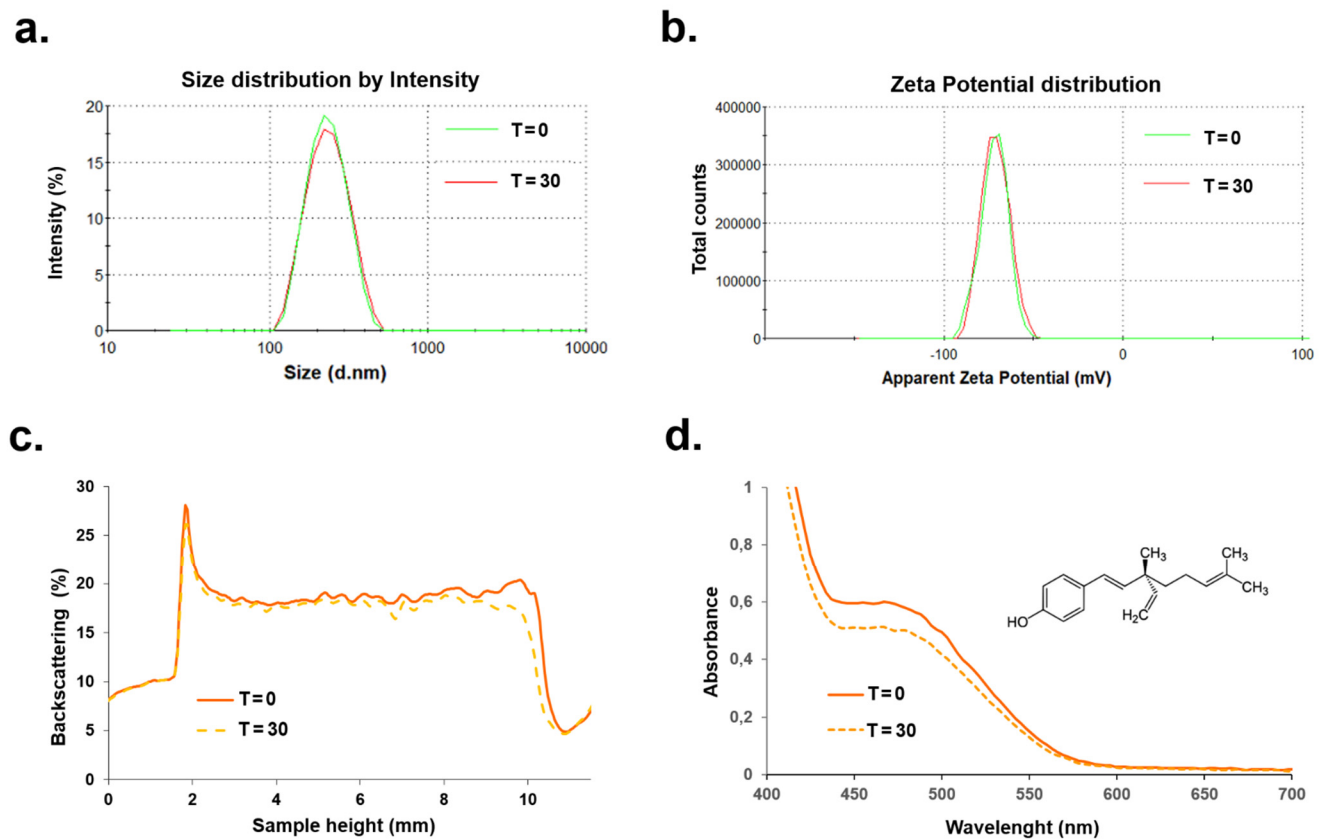 a.
Size distribution by Intensity
20
15
10
5
0
10
100
1000
10000
Intensity (%)
Size (d.nm)
T=0
T=30
b.
Zeta Potential distribution
400000
300000
200000
100000
0
-100
0
100
Total counts
Apparent Zeta Potential (mV)
T=0
T=30
c.
30
25
20
15
10
5
0
0
2
4
6
8
10
Backscattering (%)
Sample height (mm)
T=0
T=30
d.
1
0,8
0,6
0,4
0,2
0
400
450
500
550
600
650
700
Absorbance
Wavelenght (nm)
T=0
T=30
CH3
CH3
CH3
H2C
HO